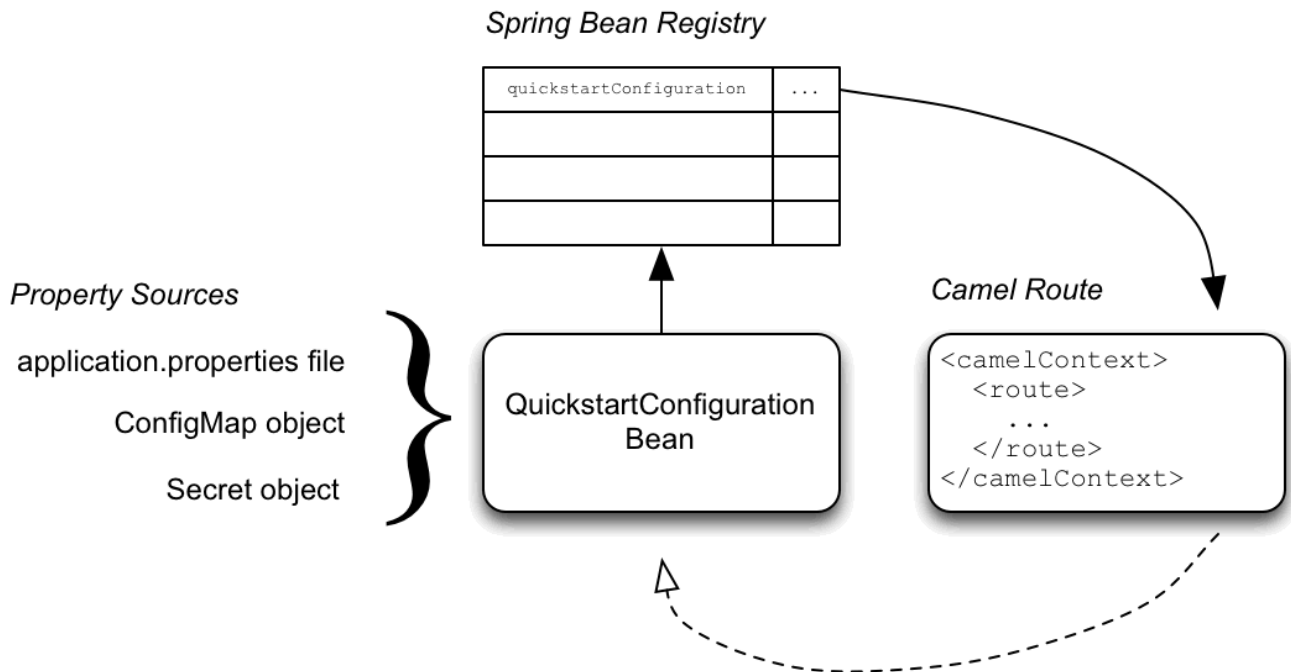 Spring Bean Registry
quickstartConfiguration ...
Property Sources
application.properties file
ConfigMap object
Secret object
QuickstartConfiguration
Bean
Camel Route
<camelContext>
  <route>
    ...
  </route>
</camelContext>